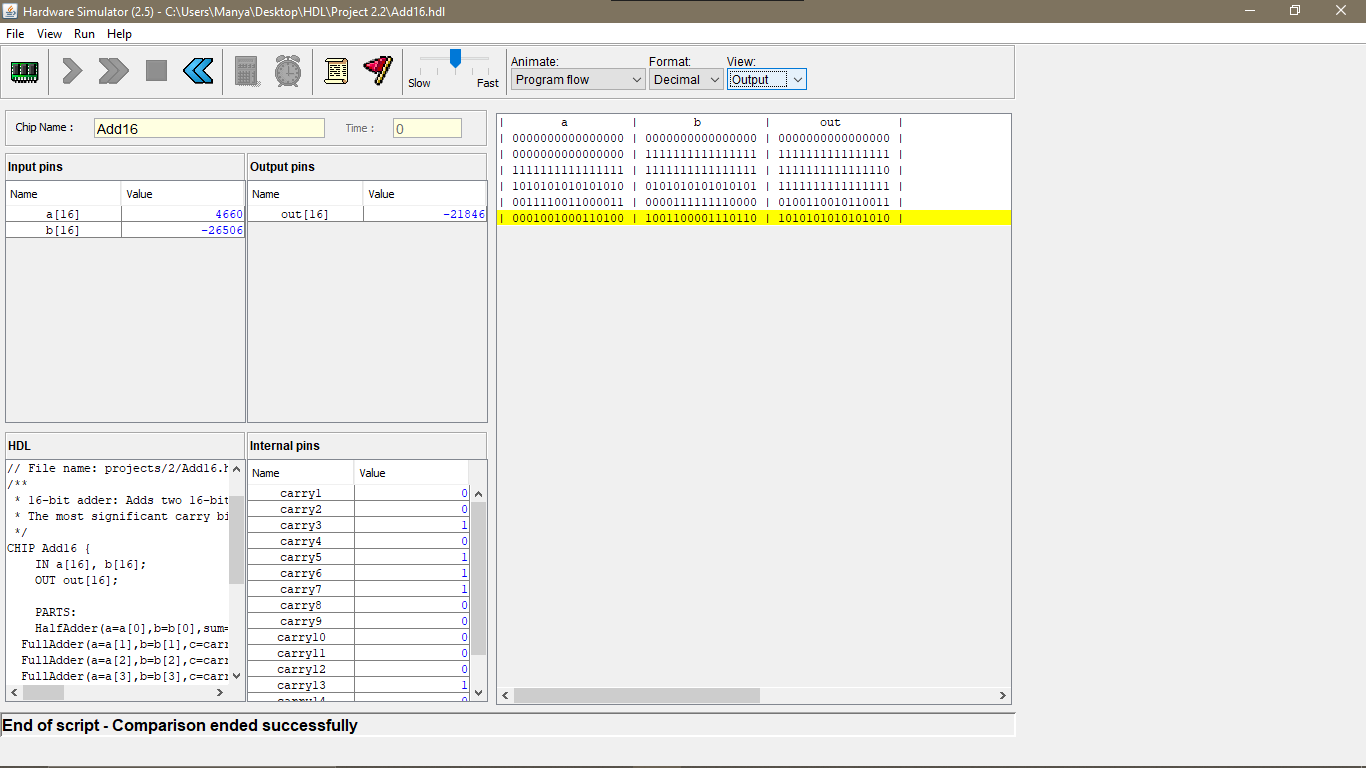 Hardware Simulator (2.5) - C:\Users\Manya\Desktop\HDL\Project 2.2\Add16.hdl
File View Run Help
Animate: Format: View:
Slow Fast Program flow Decimal Output
Chip Name : Add16 Time : 0
Input pins
Name Value
a[16] 4660
b[16] -26506
Output pins
Name Value
out[16] -21846
| a | b | out |
| 0000000000000000 | 0000000000000000 | 0000000000000000 |
| 0000000000000000 | 1111111111111111 | 1111111111111111 |
| 1111111111111111 | 1111111111111111 | 1111111111111110 |
| 1010101010101010 | 0101010101010101 | 1111111111111111 |
| 0011110011000011 | 0000111111110000 | 0100110010110011 |
| 0001001000110100 | 1001100001110110 | 1010101010101010 |
HDL
// File name: projects/2/Add16.h
/**
* 16-bit adder: Adds two 16-bit
* The most significant carry bi
*/
CHIP Add16 {
IN a[16], b[16];
OUT out[16];
PARTS:
HalfAdder(a=a[0],b=b[0],sum=
FullAdder(a=a[1],b=b[1],c=carr
FullAdder(a=a[2],b=b[2],c=carr
FullAdder(a=a[3],b=b[3],c=carr
Internal pins
Name Value
carry1 0
carry2 0
carry3 1
carry4 0
carry5 1
carry6 1
carry7 1
carry8 0
carry9 0
carry10 0
carry11 0
carry12 0
carry13 1
carry14 0
End of script - Comparison ended successfully